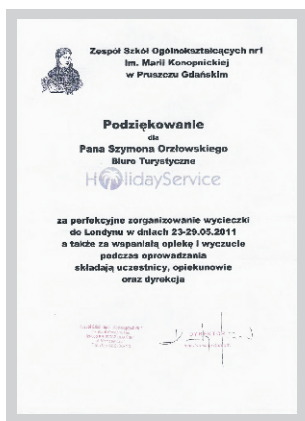 Zespół Szkół Ogólnokształcących nr1
im. Marii Konopnickiej
w Pruszczu Gdańskim
Podziękowanie
dla
Pana Szymona Orzłowskiego
Biuro Turystyczne
HolidayService
za perfekcyjne zorganizowanie wycieczki
do Londynu w dniach 23-29.05.2011
a także za wspaniałą opiekę i wyczucie
podczas oprowadzania
składają uczestnicy, opiekunowie
oraz dyrekcja